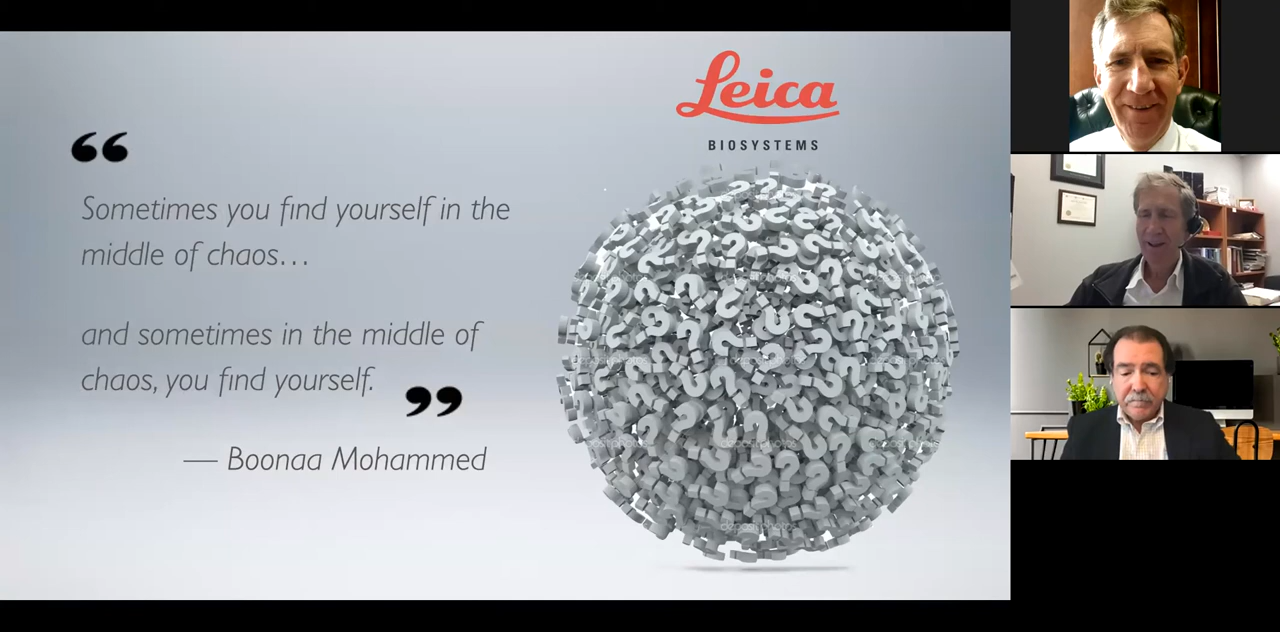 Leica
BIOSYSTEMS
“
Sometimes you find yourself in the
middle of chaos…
and sometimes in the middle of
chaos, you find yourself.
”
— Boonaa Mohammed
depositphotos